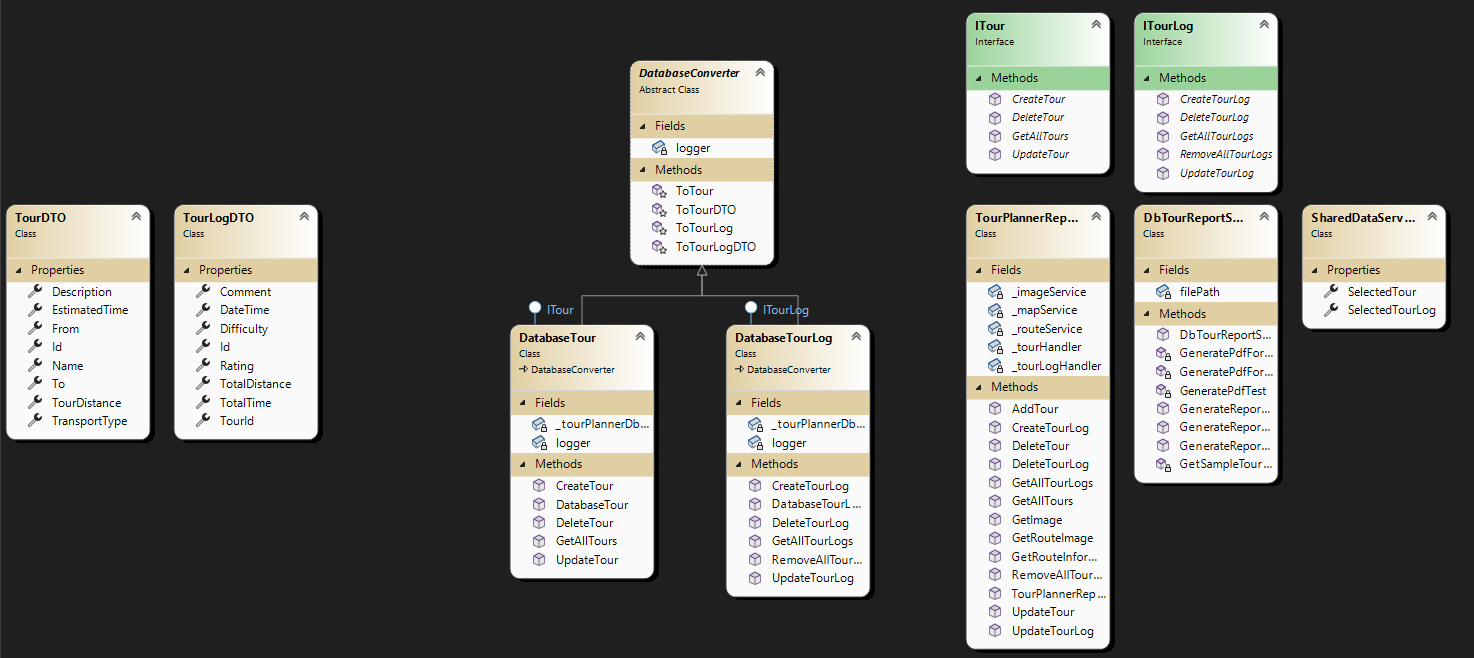 TourDTO
Class
Properties
Description
EstimatedTime
From
Id
Name
To
TourDistance
TransportType
TourLogDTO
Class
Properties
Comment
DateTime
Difficulty
Id
Rating
TotalDistance
TotalTime
TourId
DatabaseConverter
Abstract Class
Fields
logger
Methods
ToTour
ToTourDTO
ToTourLog
ToTourLogDTO
ITour
DatabaseTour
Class
DatabaseConverter
Fields
_tourPlannerDb...
logger
Methods
CreateTour
DatabaseTour
DeleteTour
GetAllTours
UpdateTour
ITourLog
DatabaseTourLog
Class
DatabaseConverter
Fields
_tourPlannerDb...
logger
Methods
CreateTourLog
DatabaseTourL...
DeleteTourLog
GetAllTourLogs
RemoveAllTour...
UpdateTourLog
ITour
Interface
Methods
CreateTour
DeleteTour
GetAllTours
UpdateTour
ITourLog
Interface
Methods
CreateTourLog
DeleteTourLog
GetAllTourLogs
RemoveAllTourLogs
UpdateTourLog
TourPlannerRep...
Class
Fields
_imageService
_mapService
_routeService
_tourHandler
_tourLogHandler
Methods
AddTour
CreateTourLog
DeleteTour
DeleteTourLog
GetAllTourLogs
GetAllTours
GetImage
GetRouteImage
GetRouteInfor...
RemoveAllTour...
TourPlannerRep...
UpdateTour
UpdateTourLog
DbTourReportS...
Class
Fields
filePath
Methods
DbTourReportS...
GeneratePdfFor...
GeneratePdfFor...
GeneratePdfTest
GenerateRepor...
GenerateRepor...
GenerateRepor...
GetSampleTour...
SharedDataServ...
Class
Properties
SelectedTour
SelectedTourLog